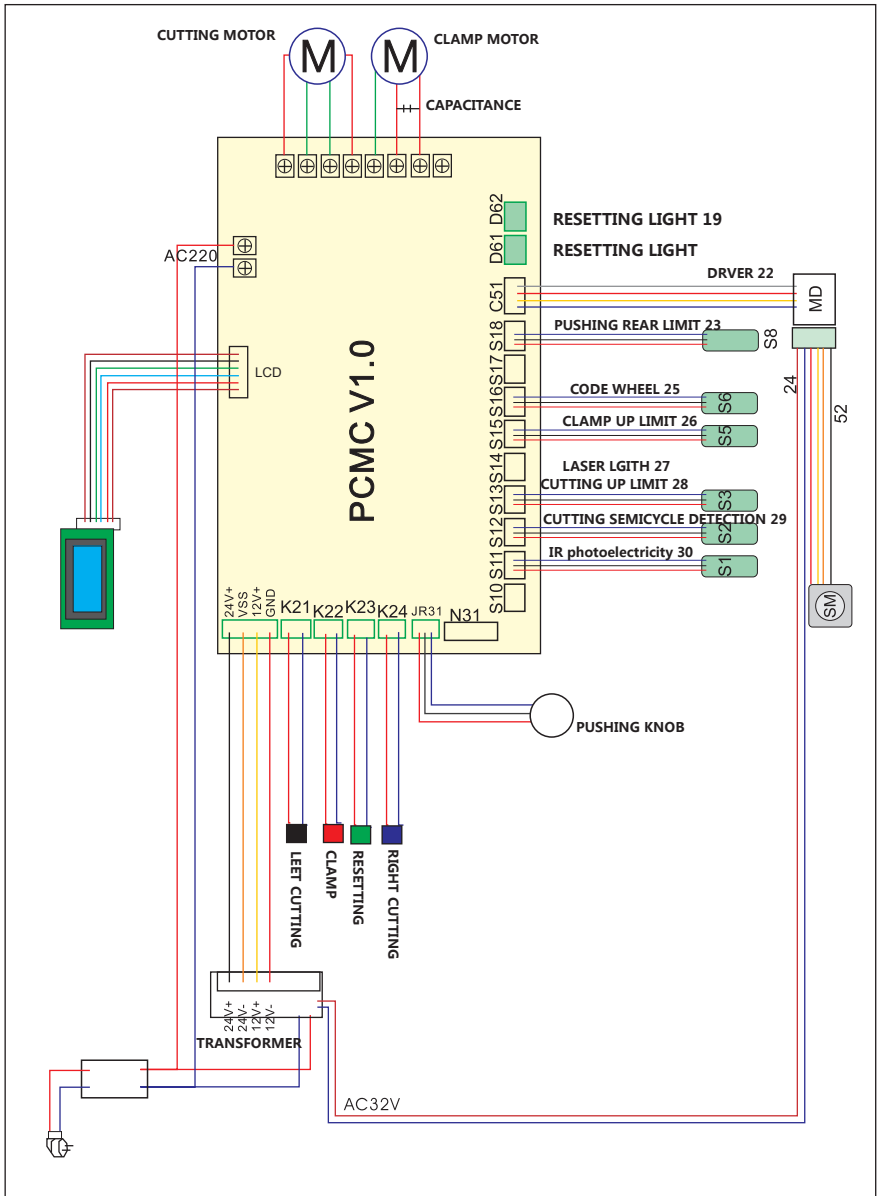 CUTTING MOTOR
M
M
CLAMP MOTOR
CAPACITANCE
D62
RESETTING LIGHT 19
D61
RESETTING LIGHT
AC220
C51
DRVER 22
MD
S18
PUSHING REAR LIMIT 23
S8
S17
LCD
24
52
S16
CODE WHEEL 25
S6
S15
CLAMP UP LIMIT 26
S5
PCMC V1.0
S14
LASER LGITH 27
S13
CUTTING UP LIMIT 28
S3
S12
CUTTING SEMICYCLE DETECTION 29
S2
S11
IR photoelectricity 30
S1
S10
SM
24V+
VSS
12V+
GND
K21
K22
K23
K24
JR31
N31
PUSHING KNOB
LEET CUTTING
CLAMP
RESETTING
RIGHT CUTTING
24V+
24V-
12V+
12V-
TRANSFORMER
AC32V